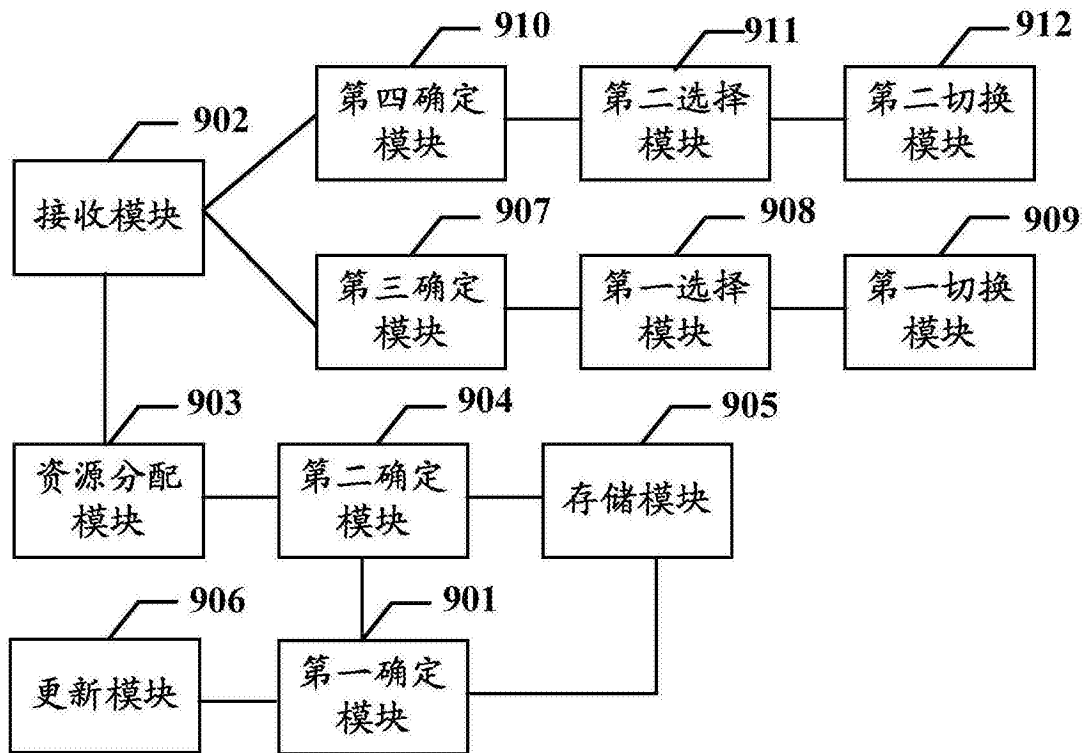 910
911
912
第四确定
模块
第二选择
模块
第二切换
模块
902
接收模块
907
908
909
第三确定
模块
第一选择
模块
第一切换
模块
903
904
905
资源分配
模块
第二确定
模块
存储模块
906
901
更新模块
第一确定
模块